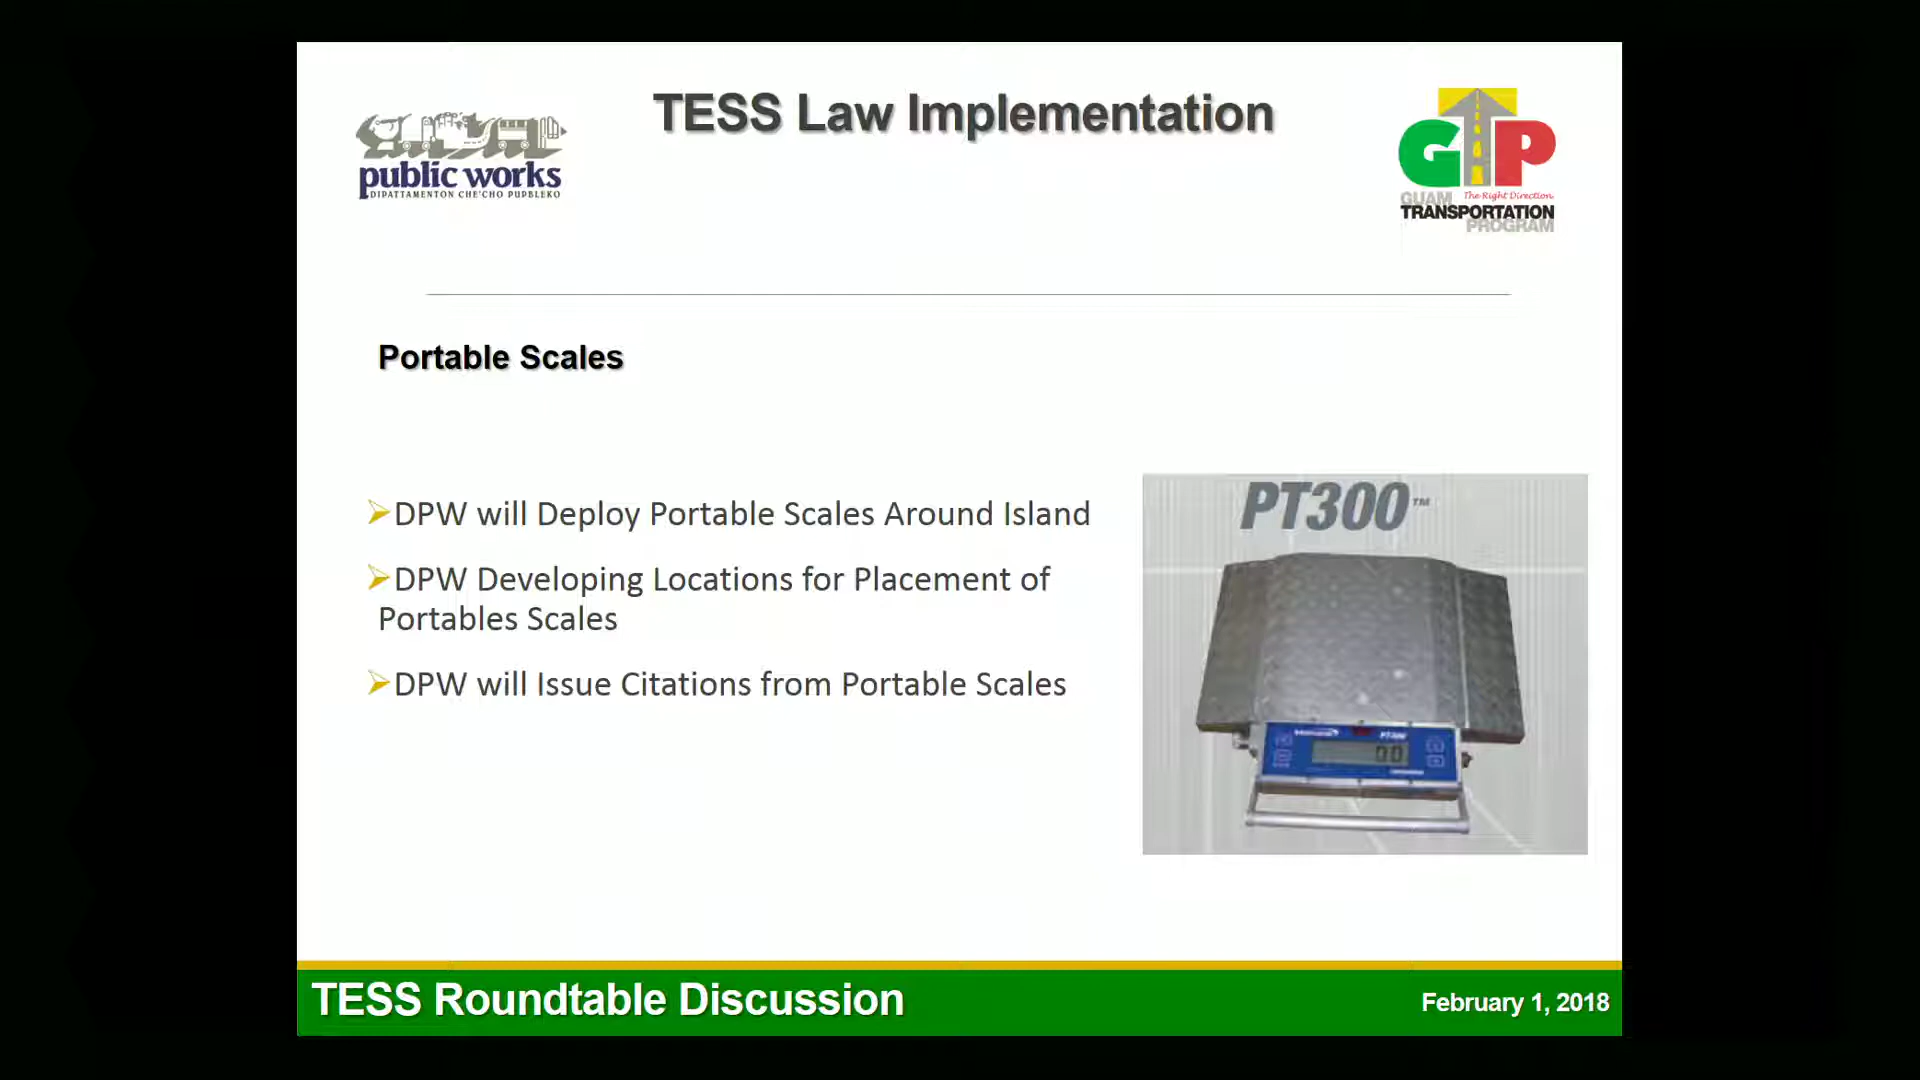 TESS Law Implementation
public works
DIPATTAMENTON CHE'CHO PUPBLEKO
GTP
The Right Direction
GUAM
TRANSPORTATION
PROGRAM
Portable Scales
DPW will Deploy Portable Scales Around Island
DPW Developing Locations for Placement of
Portables Scales
DPW will Issue Citations from Portable Scales
PT300™
PT300
00
TESS Roundtable Discussion
February 1, 2018